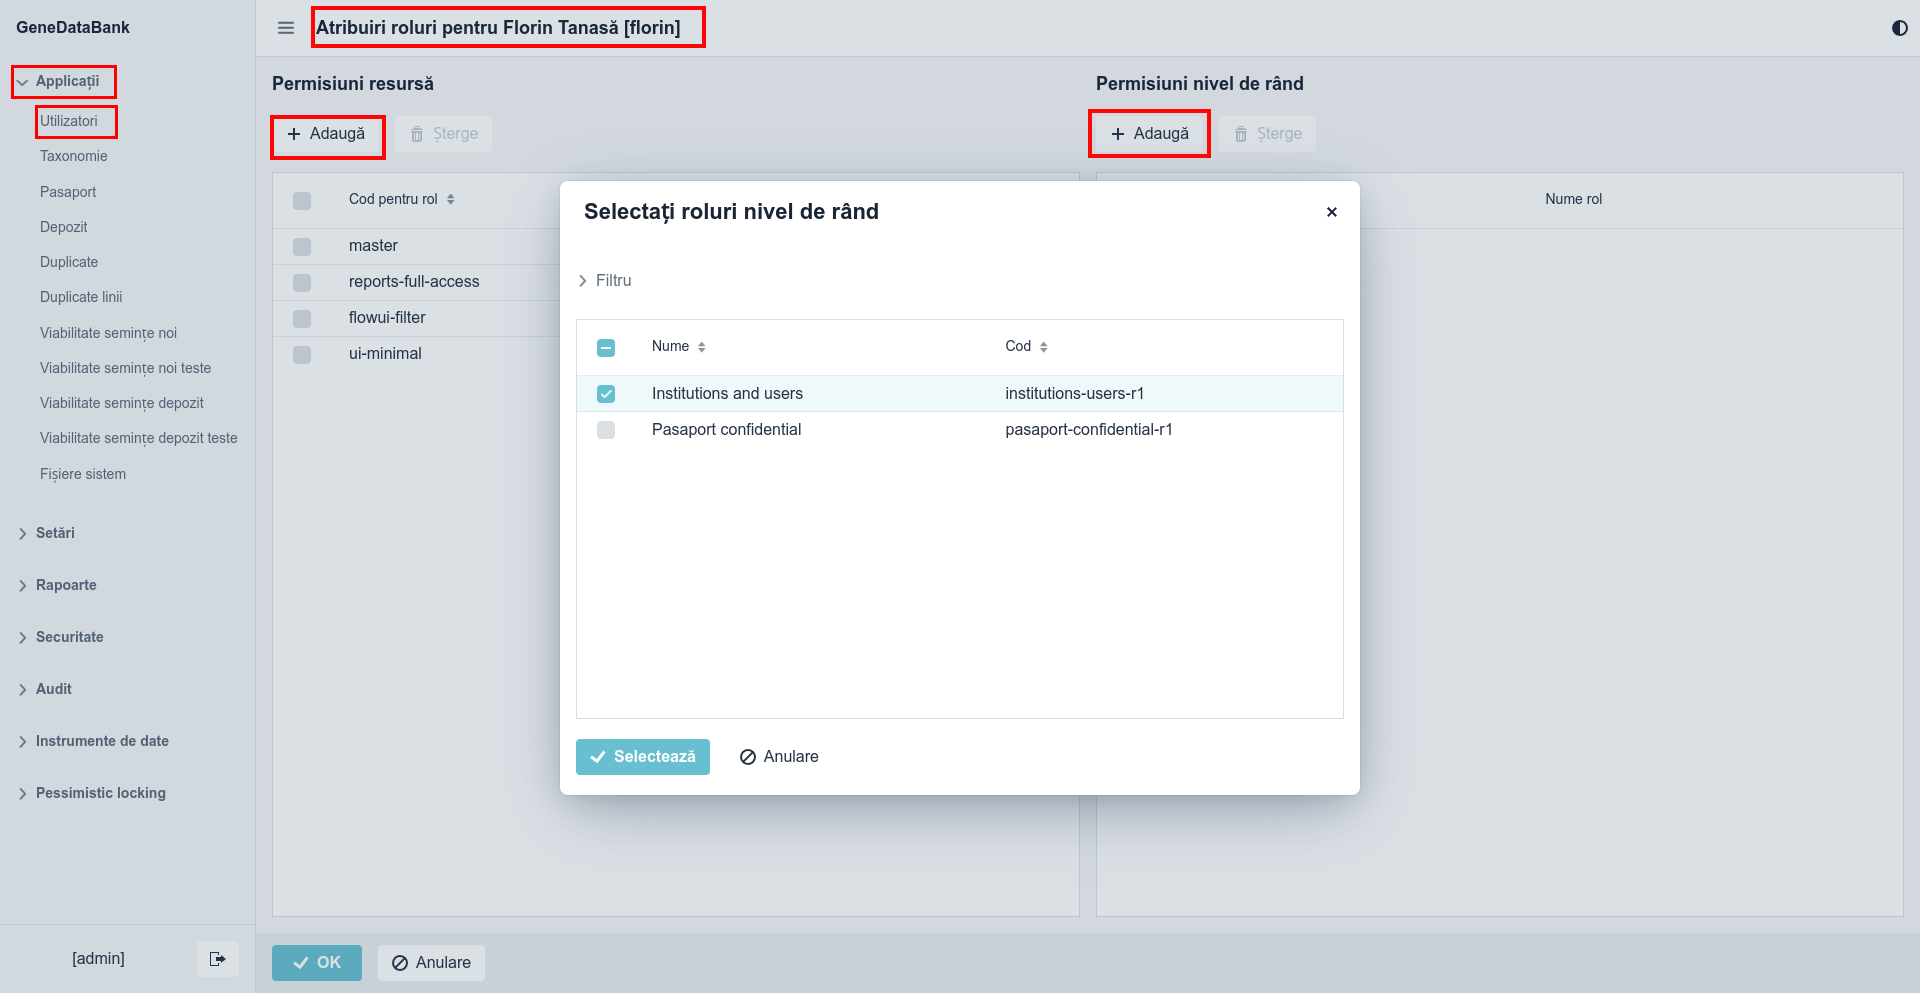 GeneDataBank
Atribuiri roluri pentru Florin Tanasă [florin]
Applicații
Utilizatori
Taxonomie
Pasaport
Depozit
Duplicate
Duplicate linii
Viabilitate semințe noi
Viabilitate semințe noi teste
Viabilitate semințe depozit
Viabilitate semințe depozit teste
Fișiere sistem
Setări
Rapoarte
Securitate
Audit
Instrumente de date
Pessimistic locking
[admin]
Permisiuni resursă
Adaugă Șterge
Cod pentru rol
master
reports-full-access
flowui-filter
ui-minimal
Permisiuni nivel de rând
Adaugă Șterge
Nume rol
Selectați roluri nivel de rând
Filtru
Nume Cod
Institutions and users institutions-users-r1
Pasaport confidential pasaport-confidential-r1
Selectează Anulare
OK Anulare